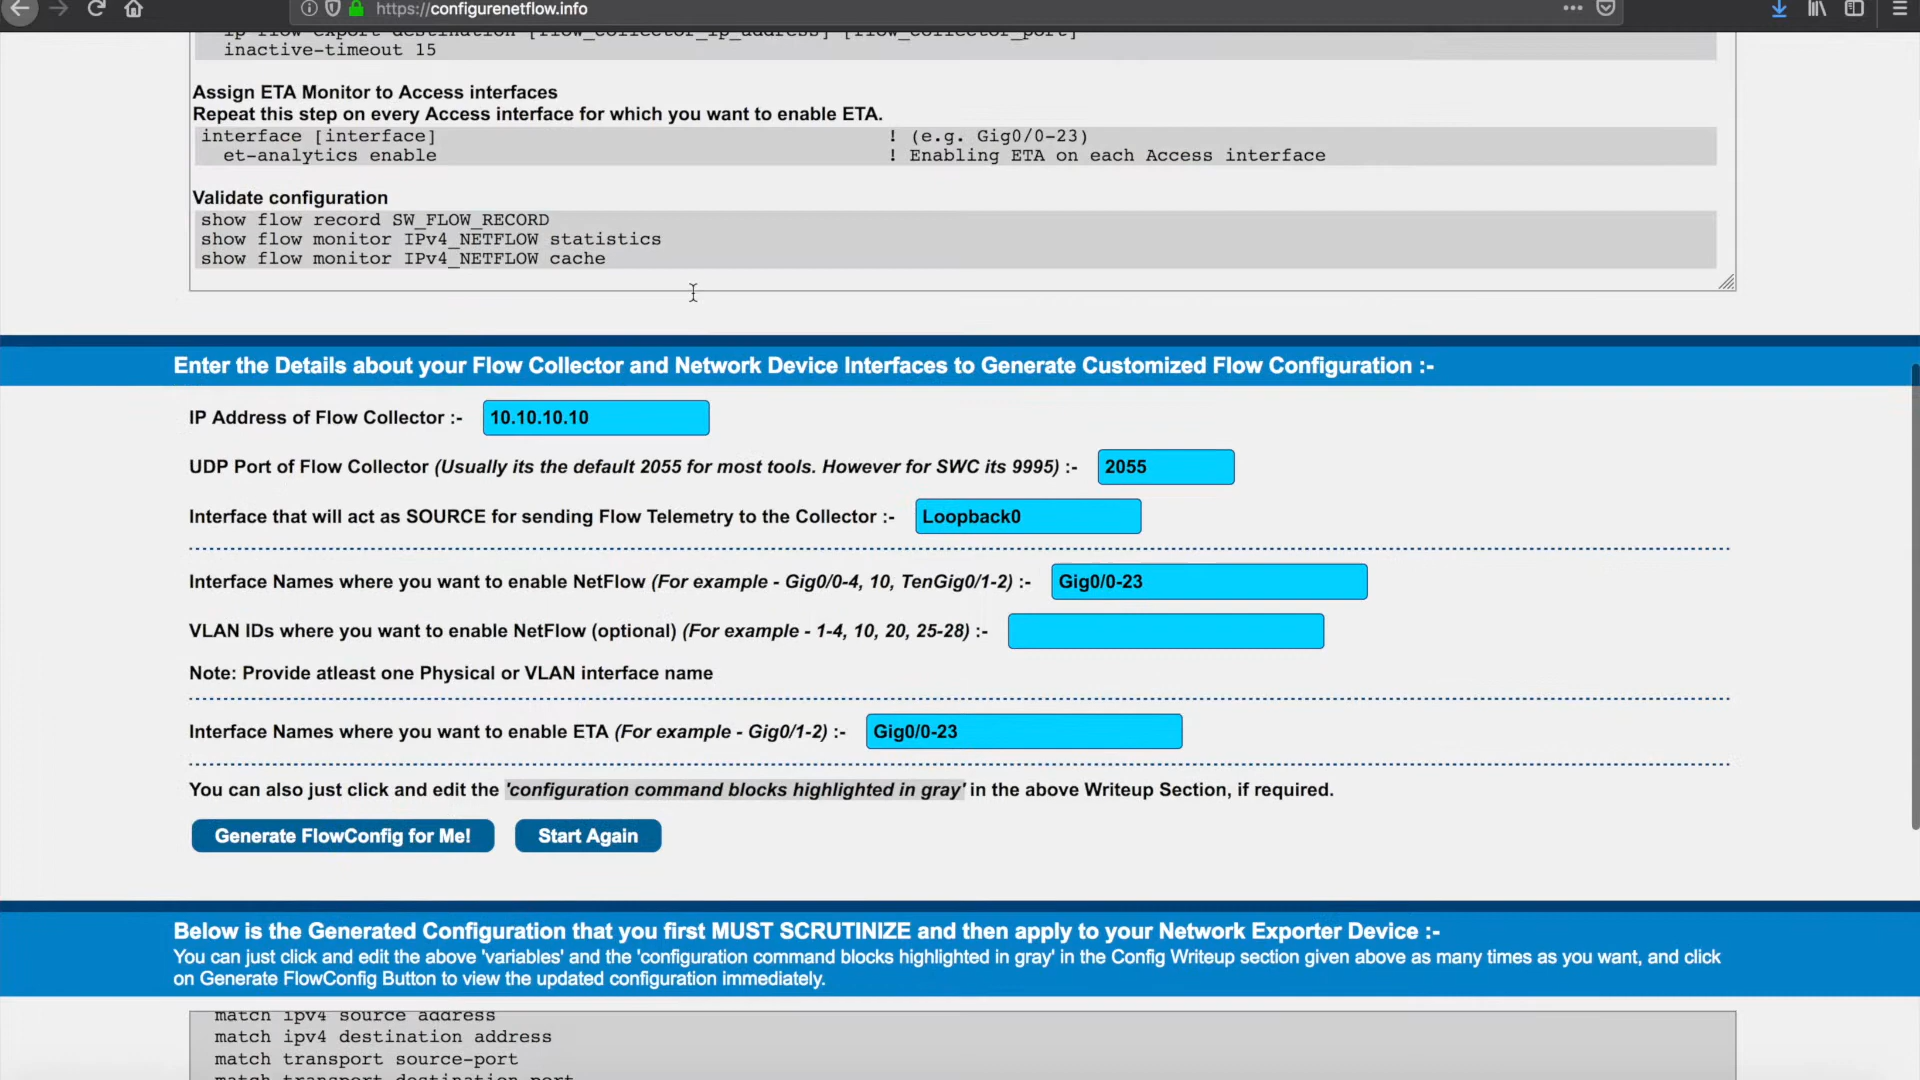 https://configurenetflow.info
ip flow-export destination [flow_collector_ip_address] [flow_collector_port]
inactive-timeout 15
Assign ETA Monitor to Access interfaces
Repeat this step on every Access interface for which you want to enable ETA.
interface [interface] ! (e.g. Gig0/0-23)
et-analytics enable ! Enabling ETA on each Access interface
Validate configuration
show flow record SW_FLOW_RECORD
show flow monitor IPv4_NETFLOW statistics
show flow monitor IPv4_NETFLOW cache
Enter the Details about your Flow Collector and Network Device Interfaces to Generate Customized Flow Configuration :-
IP Address of Flow Collector :- 10.10.10.10
UDP Port of Flow Collector (Usually its the default 2055 for most tools. However for SWC its 9995) :- 2055
Interface that will act as SOURCE for sending Flow Telemetry to the Collector :- Loopback0
Interface Names where you want to enable NetFlow (For example - Gig0/0-4, 10, TenGig0/1-2) :- Gig0/0-23
VLAN IDs where you want to enable NetFlow (optional) (For example - 1-4, 10, 20, 25-28) :-
Note: Provide atleast one Physical or VLAN interface name
Interface Names where you want to enable ETA (For example - Gig0/1-2) :- Gig0/0-23
You can also just click and edit the 'configuration command blocks highlighted in gray' in the above Writeup Section, if required.
Generate FlowConfig for Me! Start Again
Below is the Generated Configuration that you first MUST SCRUTINIZE and then apply to your Network Exporter Device :-
You can just click and edit the above 'variables' and the 'configuration command blocks highlighted in gray' in the Config Writeup section given above as many times as you want, and click
on Generate FlowConfig Button to view the updated configuration immediately.
match ipv4 source address
match ipv4 destination address
match transport source-port
match transport destination-port